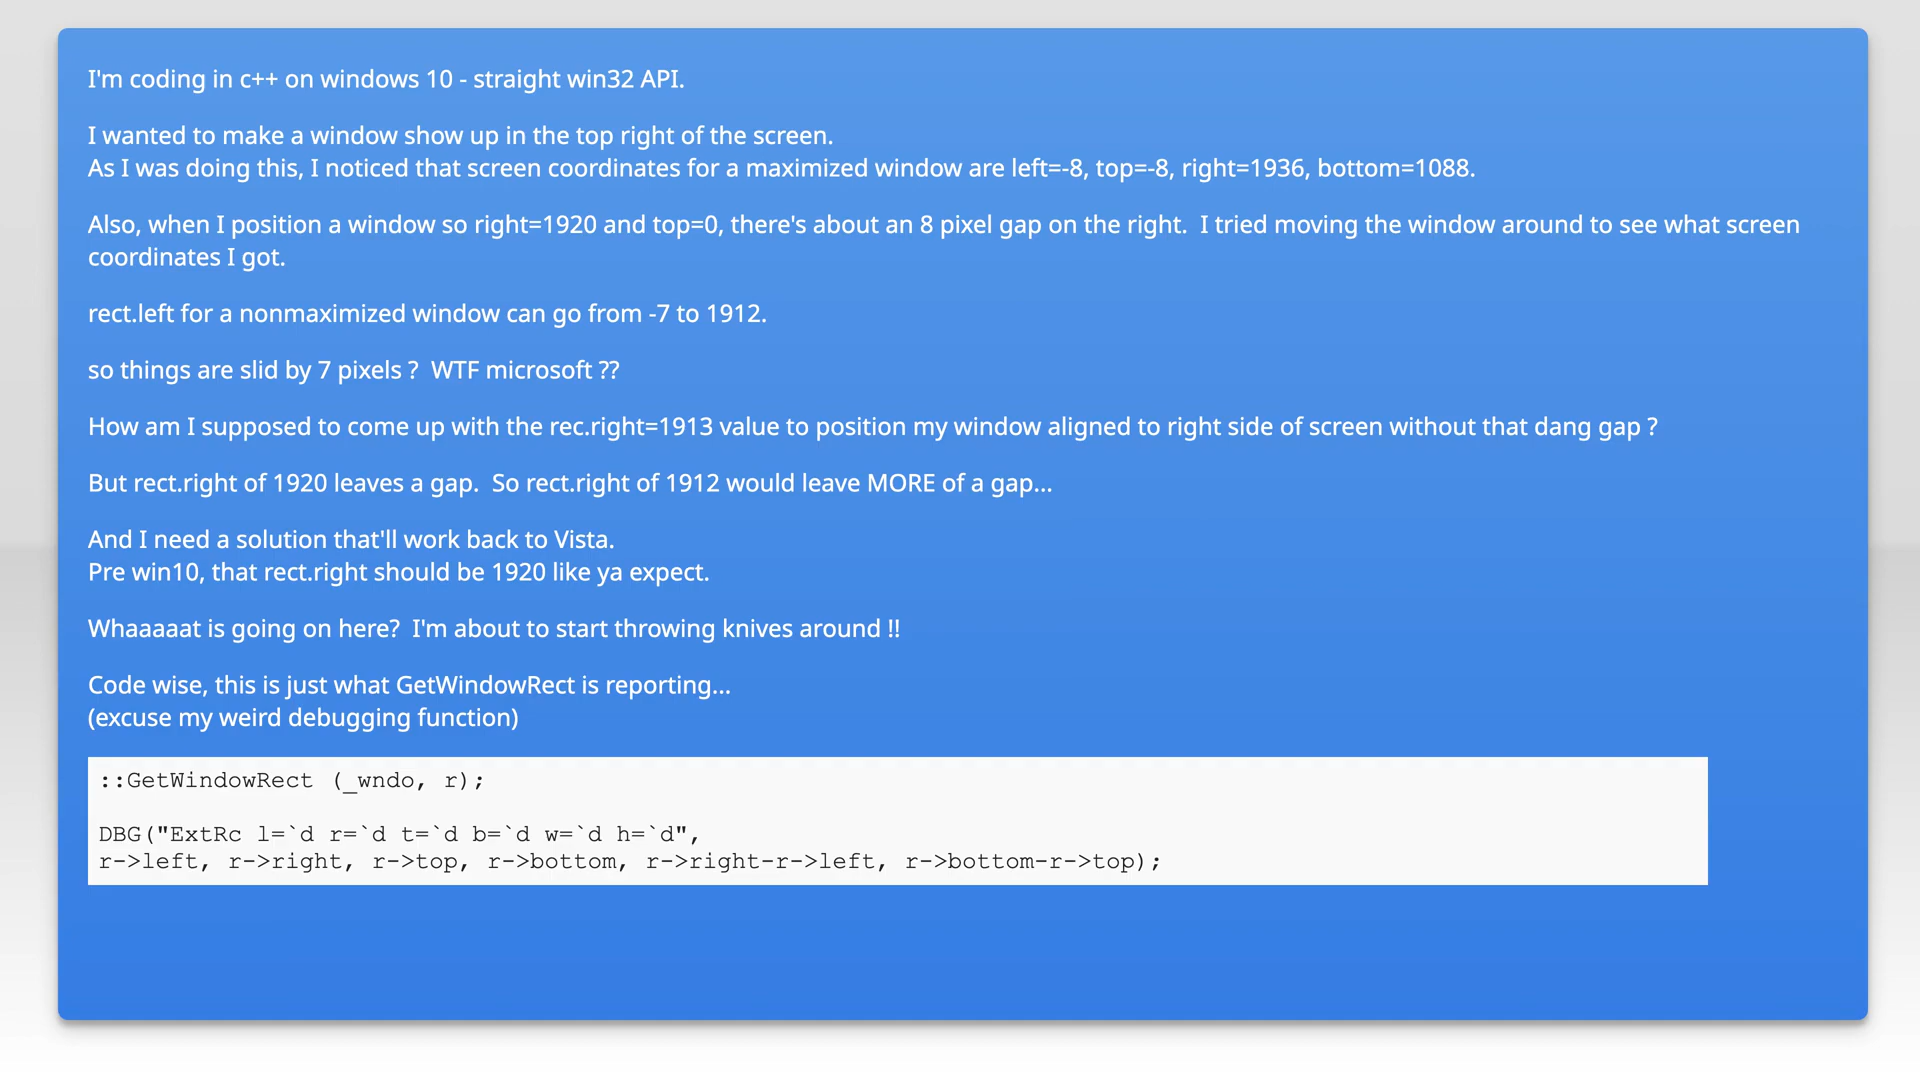 I'm coding in c++ on windows 10 - straight win32 API.
I wanted to make a window show up in the top right of the screen.
As I was doing this, I noticed that screen coordinates for a maximized window are left=-8, top=-8, right=1936, bottom=1088.
Also, when I position a window so right=1920 and top=0, there's about an 8 pixel gap on the right.  I tried moving the window around to see what screen
coordinates I got.
rect.left for a nonmaximized window can go from -7 to 1912.
so things are slid by 7 pixels ?  WTF microsoft ??
How am I supposed to come up with the rec.right=1913 value to position my window aligned to right side of screen without that dang gap ?
But rect.right of 1920 leaves a gap.  So rect.right of 1912 would leave MORE of a gap...
And I need a solution that'll work back to Vista.
Pre win10, that rect.right should be 1920 like ya expect.
Whaaaaat is going on here?  I'm about to start throwing knives around !!
Code wise, this is just what GetWindowRect is reporting...
(excuse my weird debugging function)
::GetWindowRect (_wndo, r);
DBG("ExtRc l=`d r=`d t=`d b=`d w=`d h=`d",
r->left, r->right, r->top, r->bottom, r->right-r->left, r->bottom-r->top);